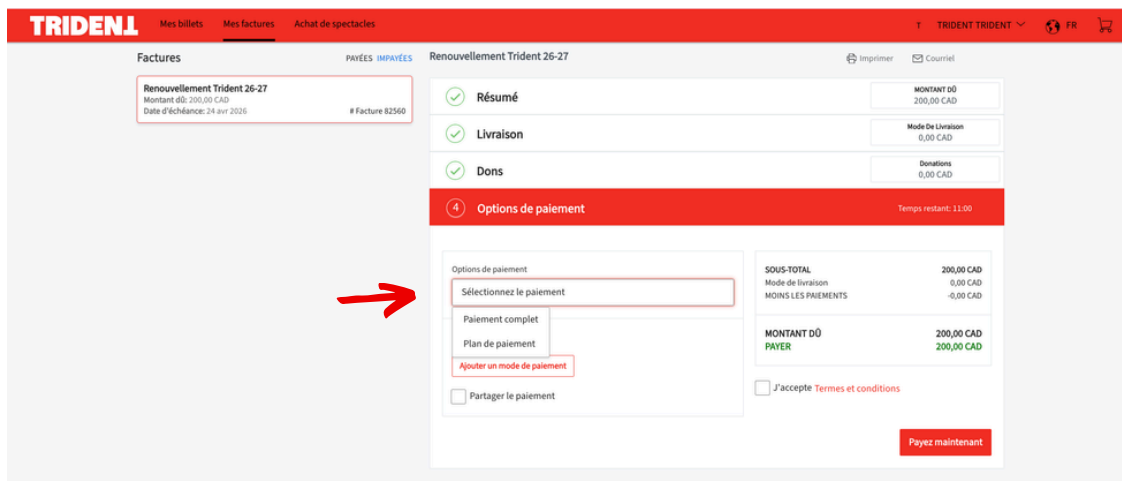 TRIDENT
Mes billets
Mes factures
Achat de spectacles
T
TRIDENT TRIDENT
FR
Factures
PAYÉES IMPAYÉES
Renouvellement Trident 26-27
Montant dû: 200,00 CAD
Date d'échéance: 24 avr 2026
# Facture 82560
Renouvellement Trident 26-27
Imprimer
Courriel
Résumé
MONTANT DÛ
200,00 CAD
Livraison
Mode De Livraison
0,00 CAD
Dons
Donations
0,00 CAD
4 Options de paiement
Temps restant: 11:00
Options de paiement
Sélectionnez le paiement
Paiement complet
Plan de paiement
Ajouter un mode de paiement
Partager le paiement
SOUS-TOTAL 200,00 CAD
Mode de livraison 0,00 CAD
MOINS LES PAIEMENTS -0,00 CAD
MONTANT DÛ 200,00 CAD
PAYER 200,00 CAD
J'accepte Termes et conditions
Payez maintenant